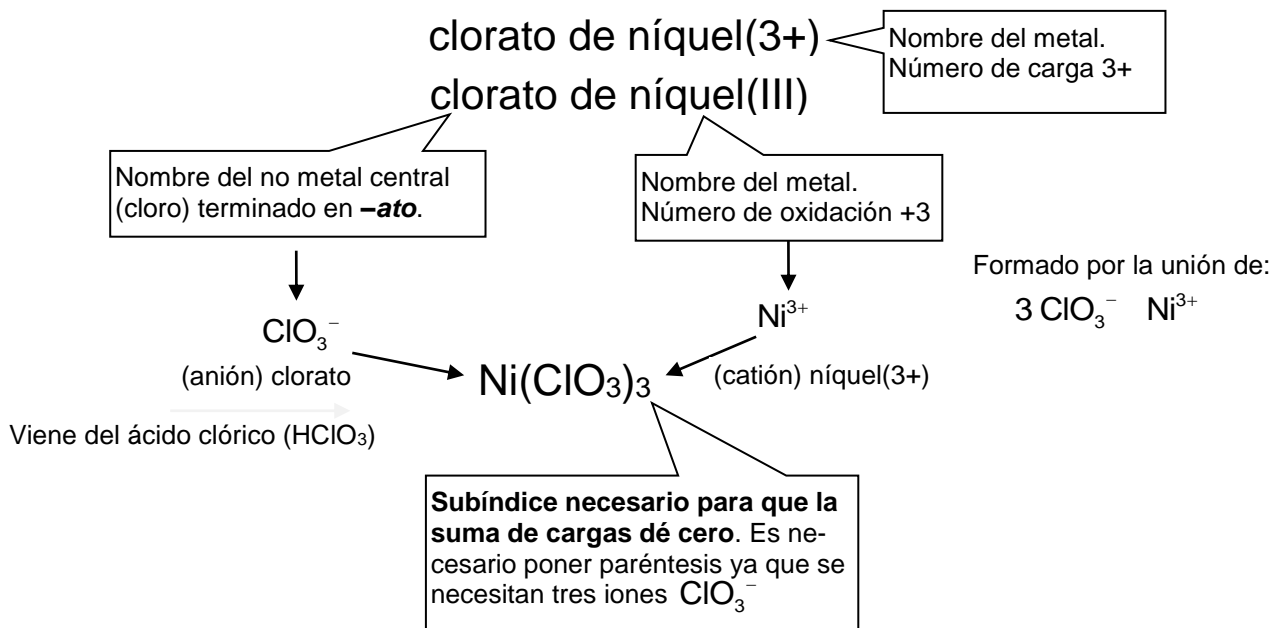 clorato de níquel(3+)
Nombre del metal.
Número de carga 3+
clorato de níquel(III)
Nombre del no metal central
(cloro) terminado en –ato.
Nombre del metal.
Número de oxidación +3
Formado por la unión de:
3 ClO₃⁻ Ni³⁺
ClO₃⁻
(anión) clorato
Ni³⁺
(catión) níquel(3+)
Ni(ClO₃)₃
Viene del ácido clórico (HClO₃)
Subíndice necesario para que la
suma de cargas dé cero. Es ne-
cesario poner paréntesis ya que se
necesitan tres iones ClO₃⁻